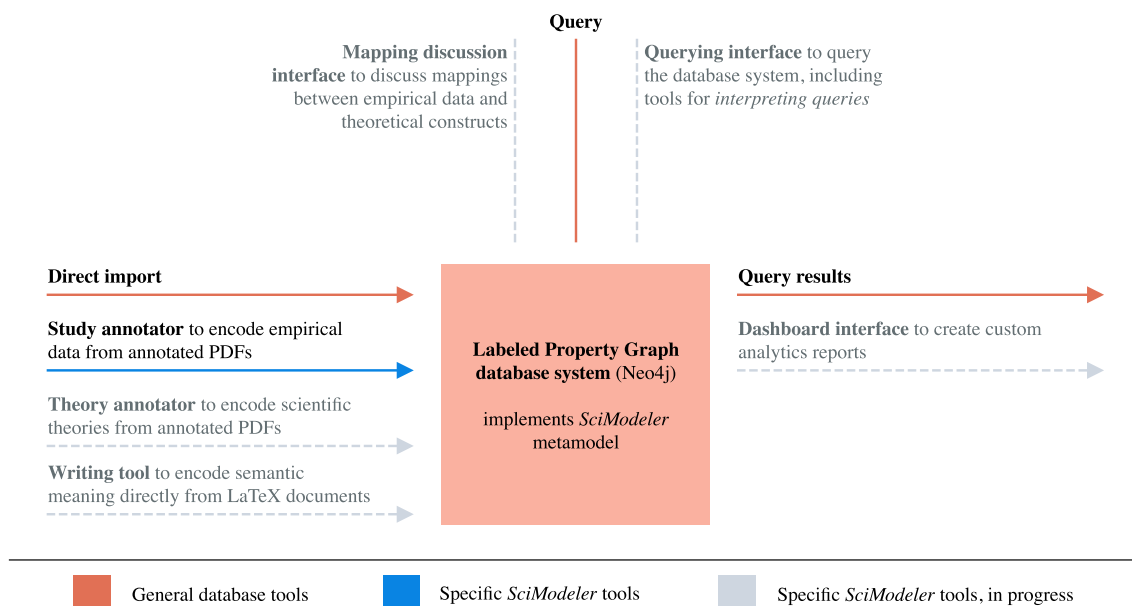 Query
Mapping discussion
interface to discuss mappings
between empirical data and
theoretical constructs
Querying interface to query
the database system, including
tools for interpreting queries
Direct import
Study annotator to encode empirical
data from annotated PDFs
Theory annotator to encode scientific
theories from annotated PDFs
Writing tool to encode semantic
meaning directly from LaTeX documents
Labeled Property Graph
database system (Neo4j)
implements SciModeler
metamodel
Query results
Dashboard interface to create custom
analytics reports
General database tools
Specific SciModeler tools
Specific SciModeler tools, in progress